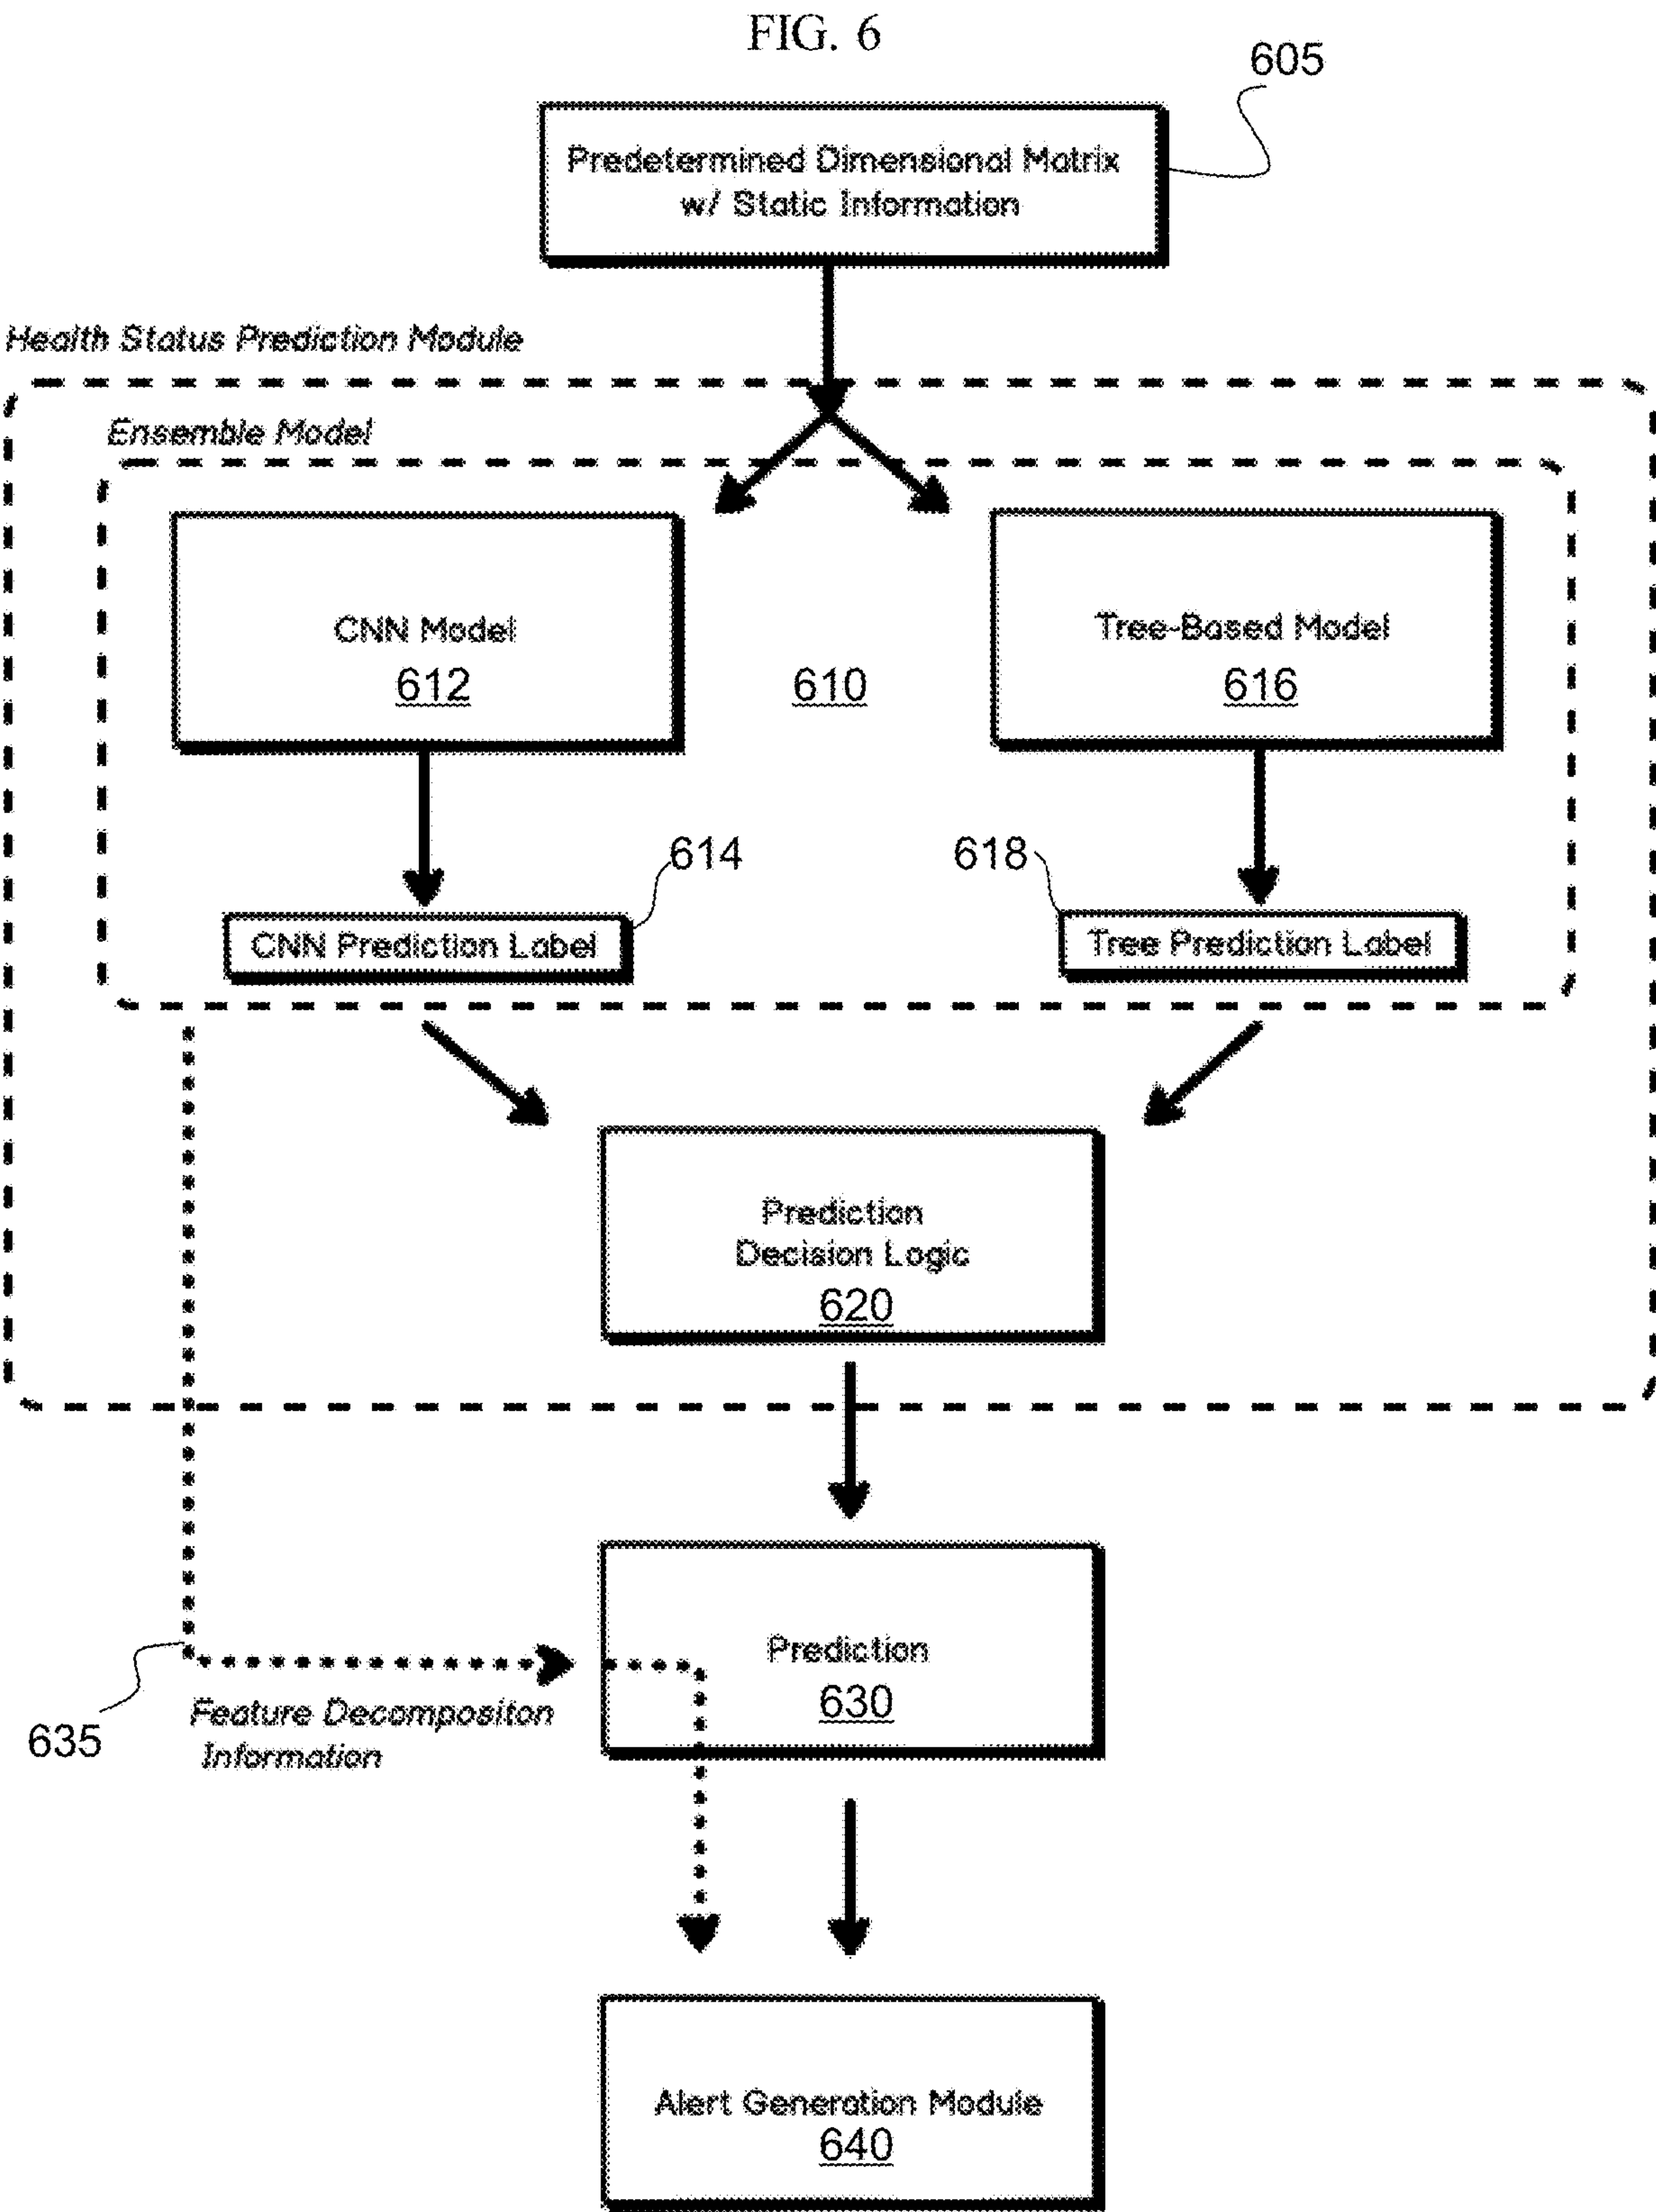 FIG. 6
605
Predetermined Dimensional Matrix
w/ Static Information
Health Status Prediction Module
Ensemble Model
CNN Model
612
610
Tree-Based Model
616
614
618
CNN Prediction Label
Tree Prediction Label
Prediction
Decision Logic
620
Prediction
630
635
Feature Decompositon
Information
Alert Generation Module
640